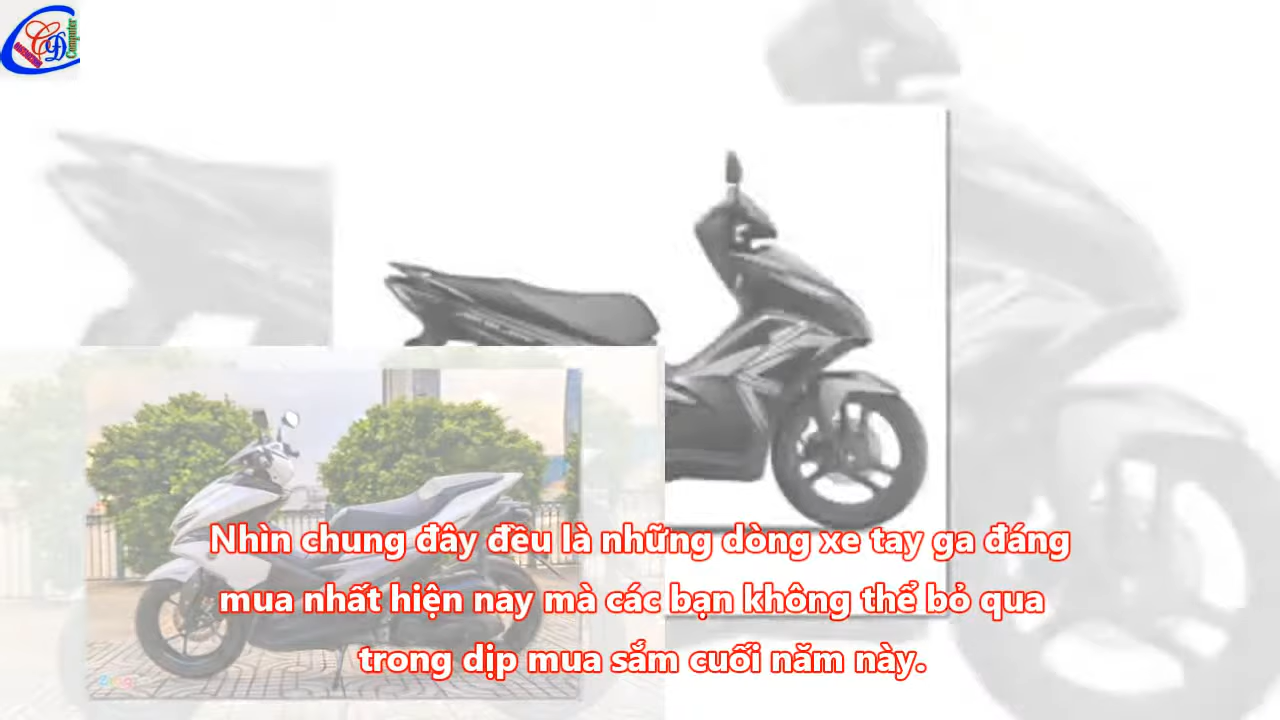 Computer
Nhìn chung đây đều là những dòng xe tay ga đáng
mua nhất hiện nay mà các bạn không thể bỏ qua
trong dịp mua sắm cuối năm này.